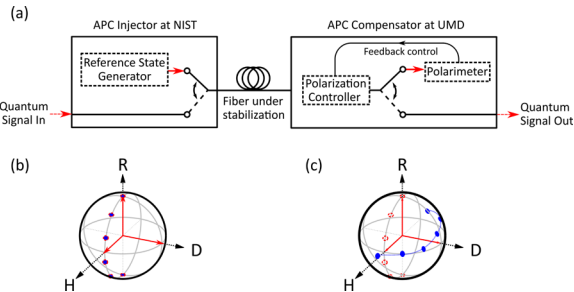 (a)
APC Injector at NIST
APC Compensator at UMD
Reference State
Generator
Feedback control
Polarimeter
Polarization
Controller
Fiber under
stabilization
Quantum
Signal In
Quantum
Signal Out
(b)
R
D
H
(c)
R
D
H